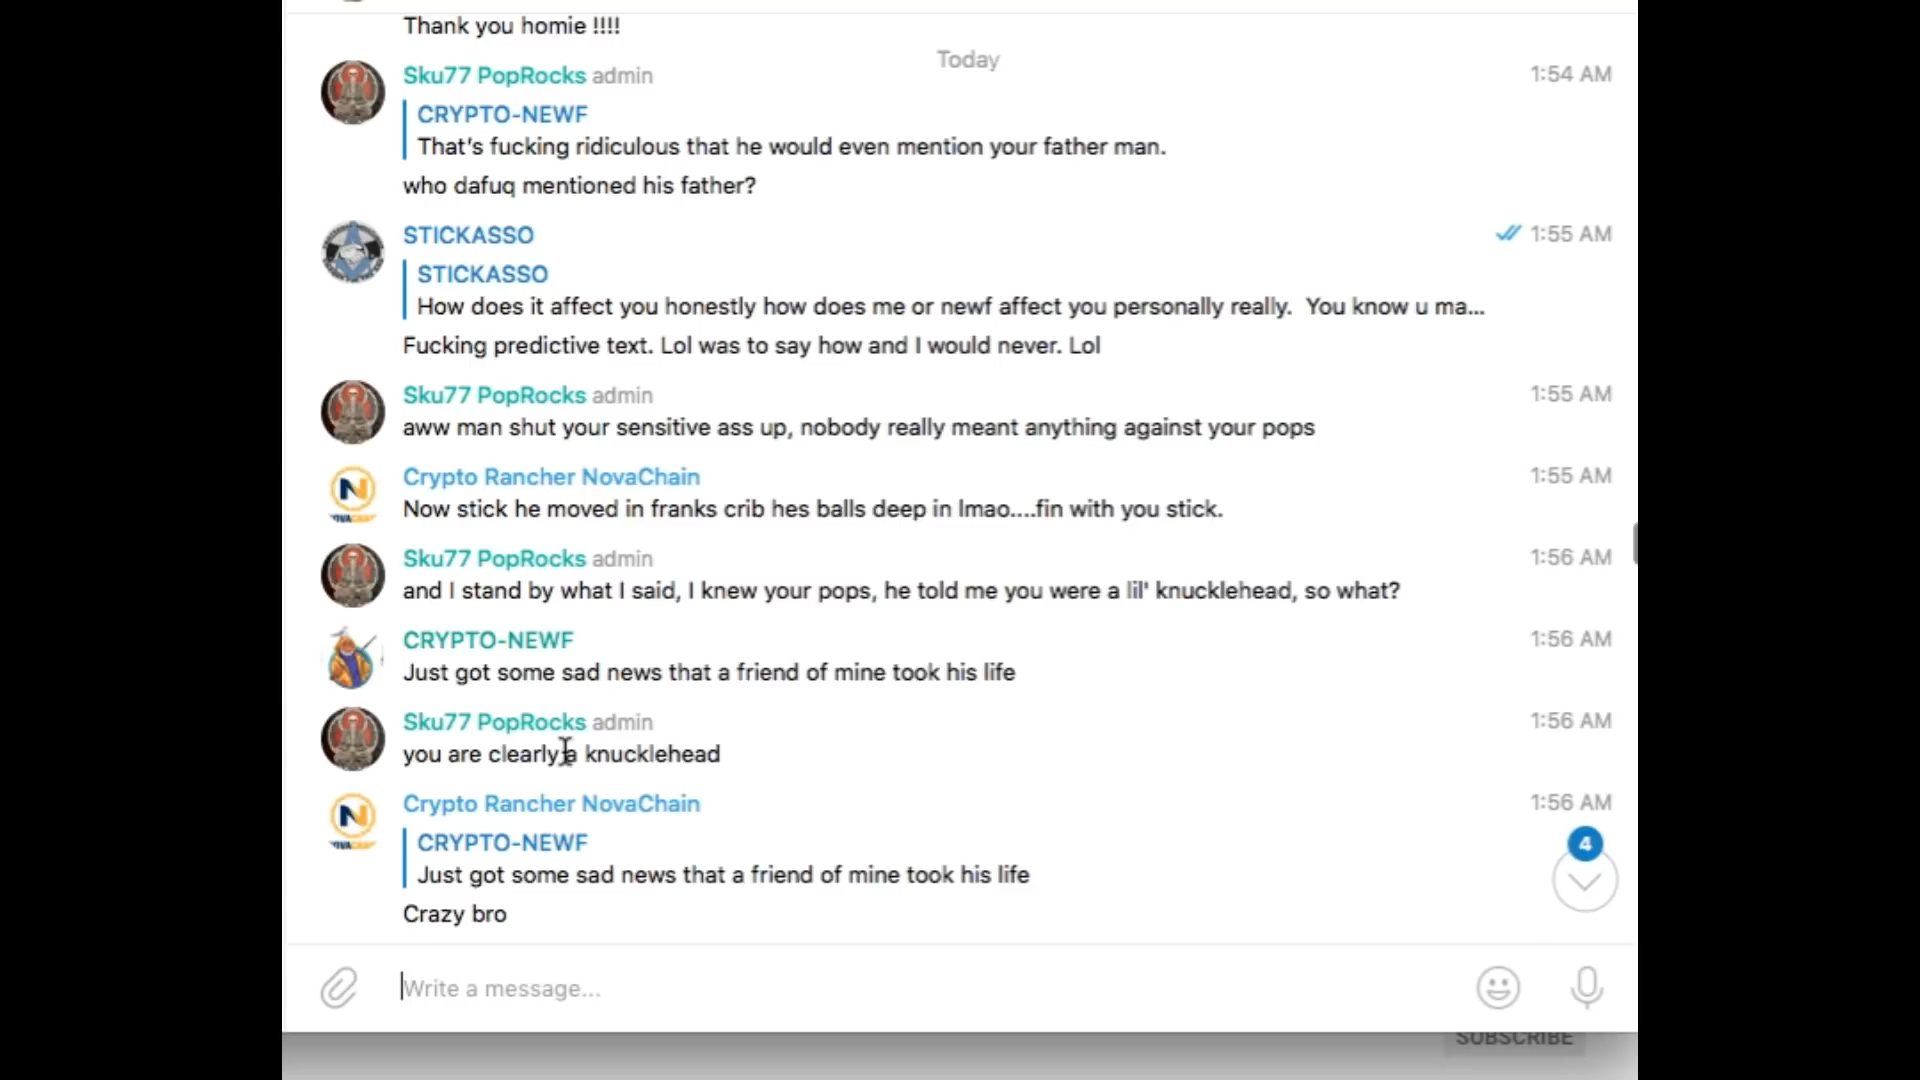 Thank you homie !!!!
Today
Sku77 PopRocks admin 1:54 AM
CRYPTO-NEWF
That's fucking ridiculous that he would even mention your father man.
who dafuq mentioned his father?
STICKASSO 1:55 AM
STICKASSO
How does it affect you honestly how does me or newf affect you personally really.  You know u ma...
Fucking predictive text. Lol was to say how and I would never. Lol
Sku77 PopRocks admin 1:55 AM
aww man shut your sensitive ass up, nobody really meant anything against your pops
Crypto Rancher NovaChain 1:55 AM
Now stick he moved in franks crib hes balls deep in lmao....fin with you stick.
Sku77 PopRocks admin 1:56 AM
and I stand by what I said, I knew your pops, he told me you were a lil' knucklehead, so what?
CRYPTO-NEWF 1:56 AM
Just got some sad news that a friend of mine took his life
Sku77 PopRocks admin 1:56 AM
you are clearly a knucklehead
Crypto Rancher NovaChain 1:56 AM
CRYPTO-NEWF
Just got some sad news that a friend of mine took his life
Crazy bro
4
Write a message...
SUBSCRIBE